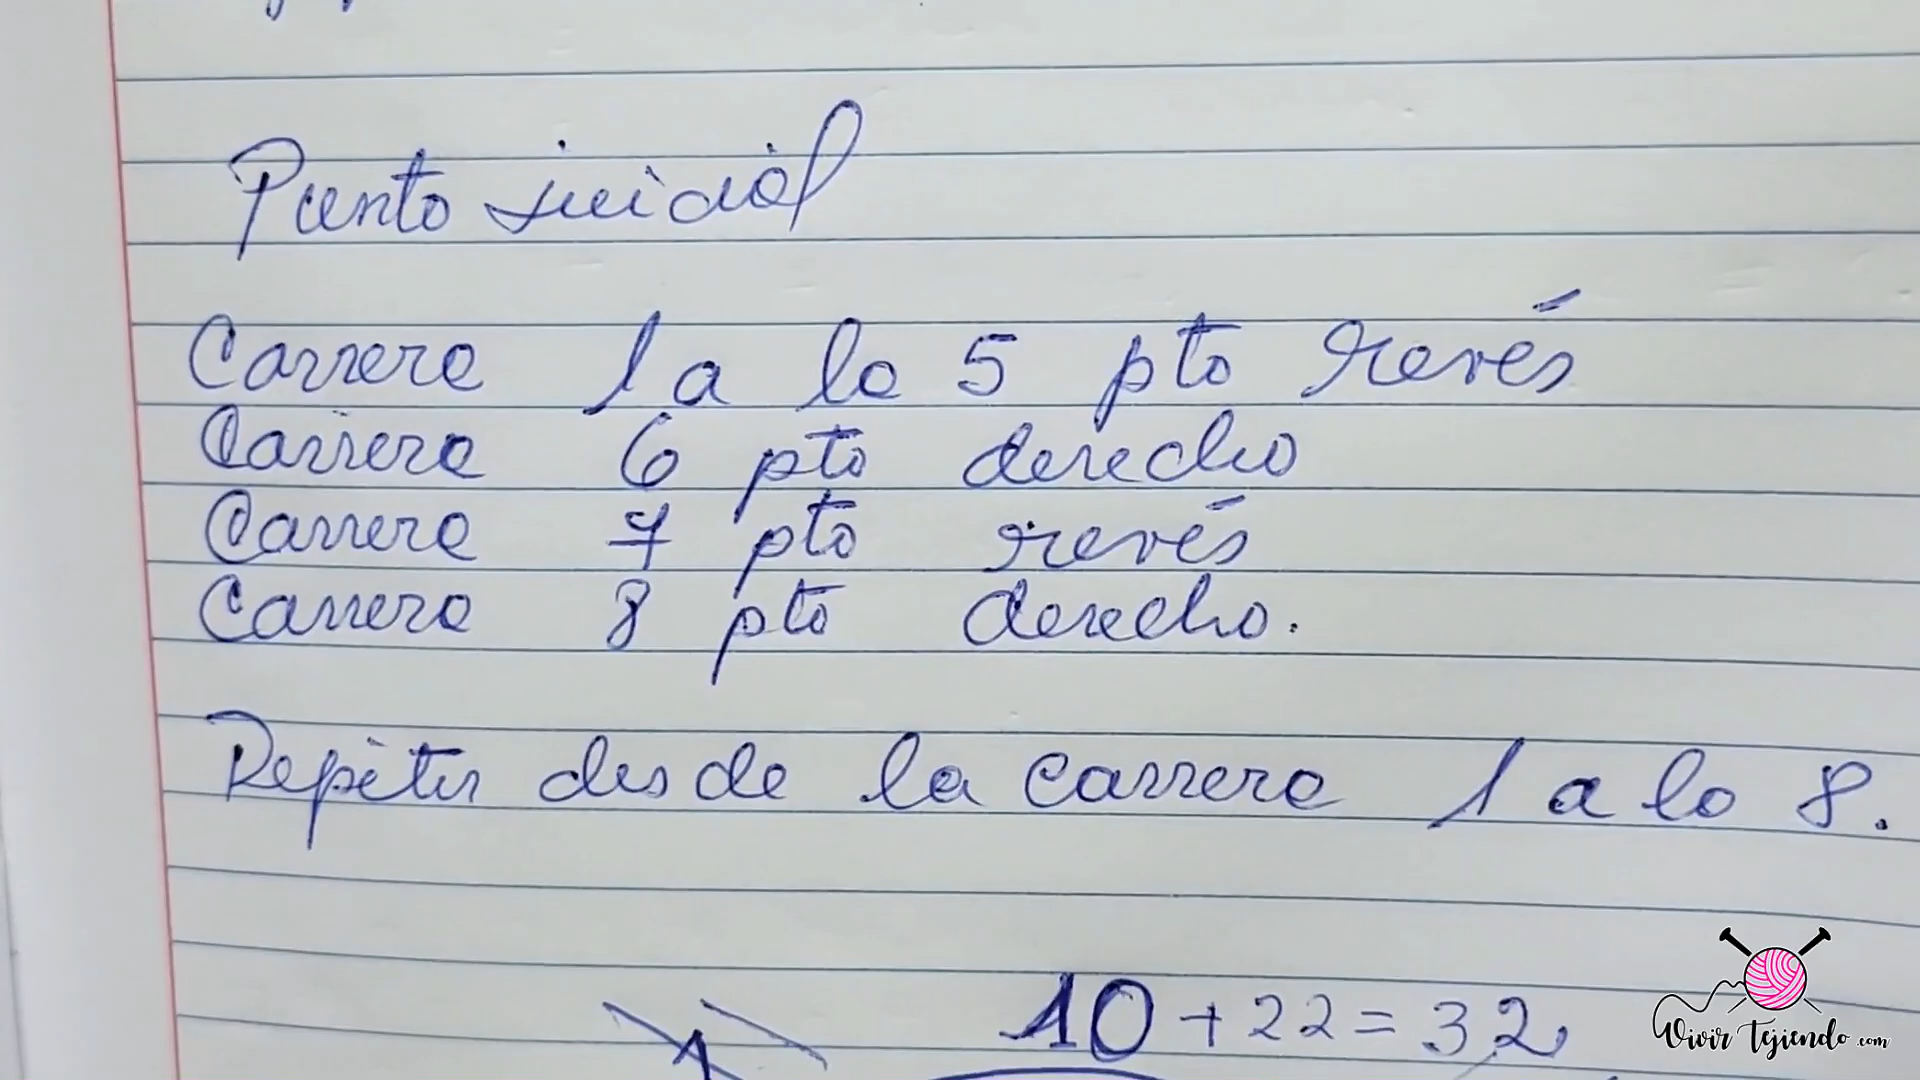 Punto inicial
Carrera 1 a la 5 pto revés
Carrera 6 pto derecho
Carrera 7 pto revés
Carrera 8 pto derecho.
Repetir desde la carrera 1 a la 8.
10 + 22 = 32
Vivir Tejiendo.com